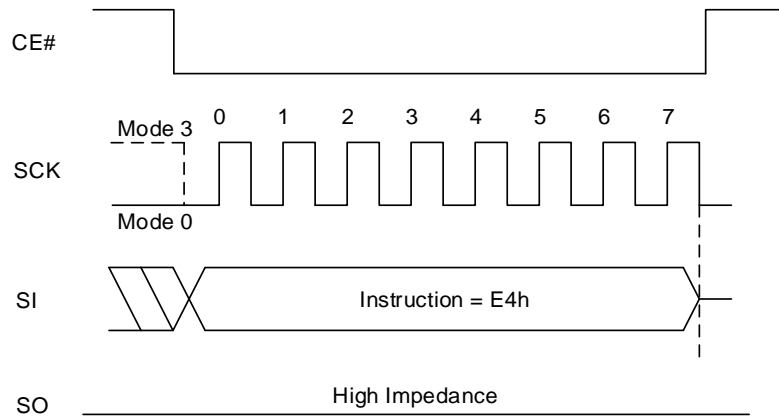 CE#
Mode 3
0 1 2 3 4 5 6 7
SCK
Mode 0
SI
Instruction = E4h
SO
High Impedance